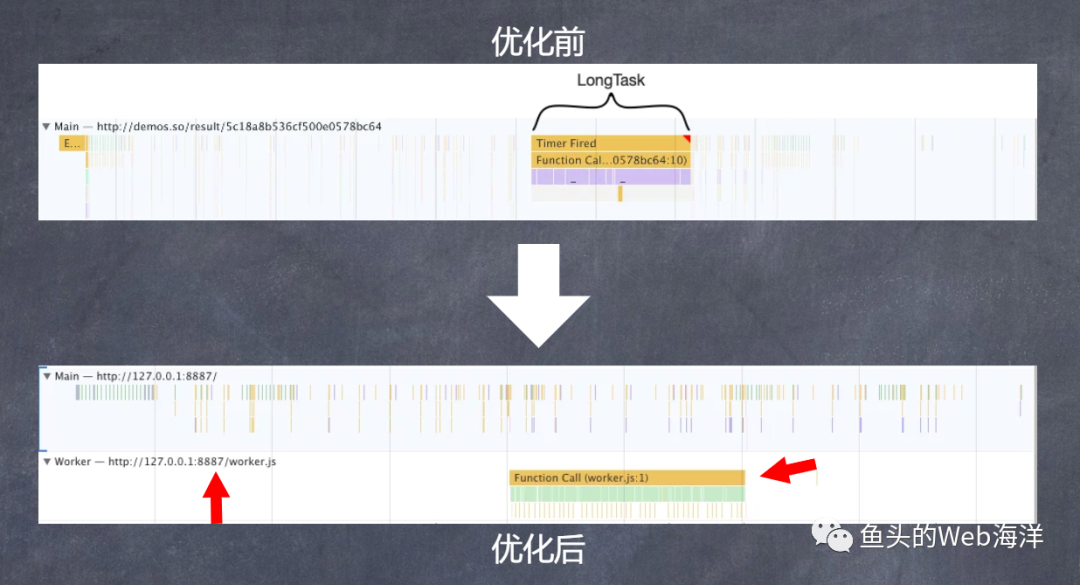 优化前
LongTask
Main — http://demos.so/result/5c18a8b536cf500e0578bc64
E...
Timer Fired
Function Cal...0578bc64:10)
Main — http://127.0.0.1:8887/
Worker — http://127.0.0.1:8887/worker.js
Function Call (worker.js:1)
优化后
鱼头的Web海洋